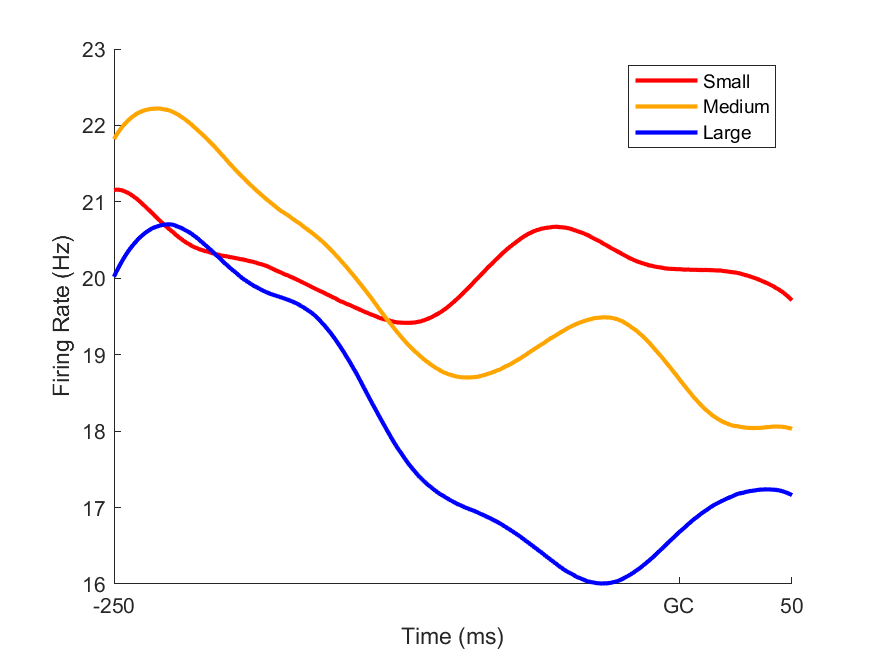 23
22
21
20
19
18
17
16
Firing Rate (Hz)
Small
Medium
Large
-250
GC
50
Time (ms)